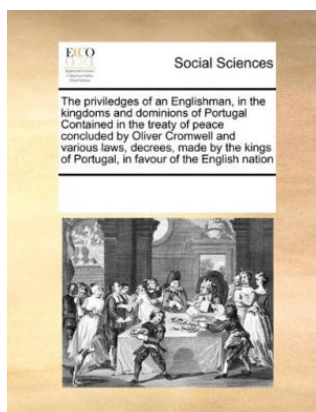 ECCO
Social Sciences
The priviledges of an Englishman, in the
kingdoms and dominions of Portugal
Contained in the treaty of peace
concluded by Oliver Cromwell and
various laws, decrees, made by the kings
of Portugal, in favour of the English nation